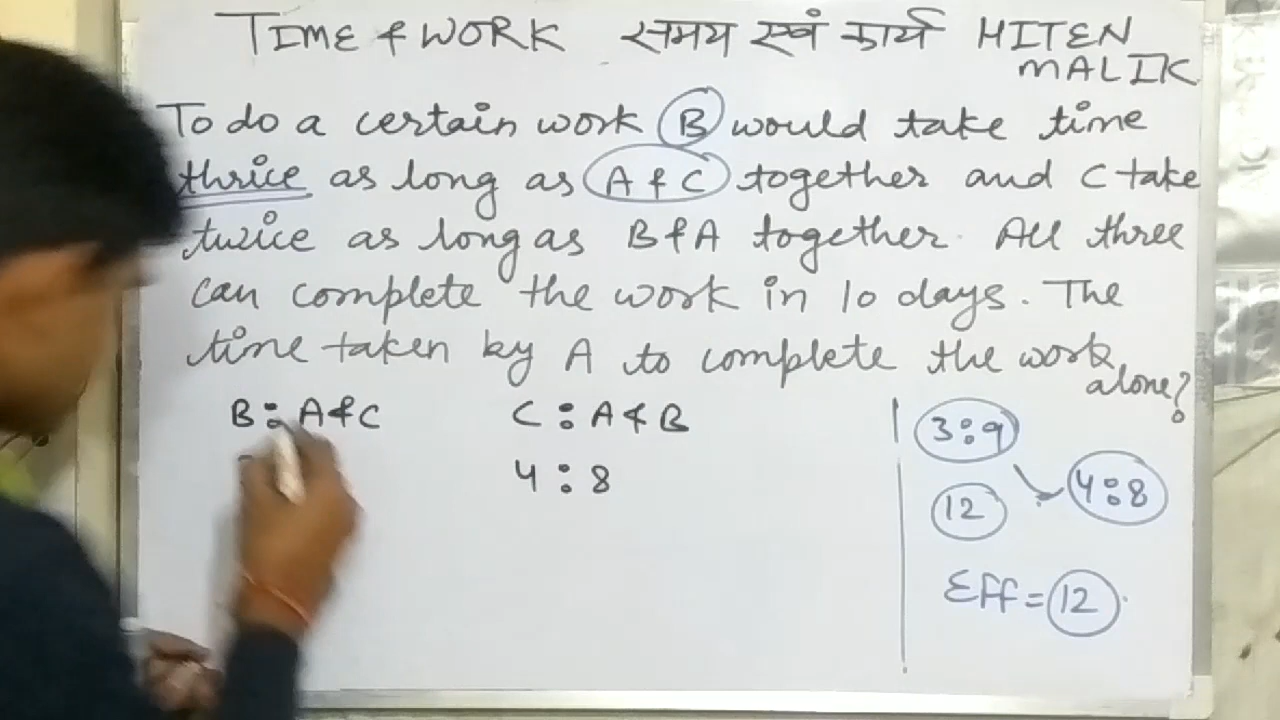 TIME & WORK समय एवं कार्य HITEN
MALIK
To do a certain work B would take time
thrice as long as A & C together and C take
twice as long as B & A together. All three
can complete the work in 10 days. The
time taken by A to complete the work
alone?
B : A & C
C : A & B
4 : 8
3 : 9
4 : 8
12
Eff = 12